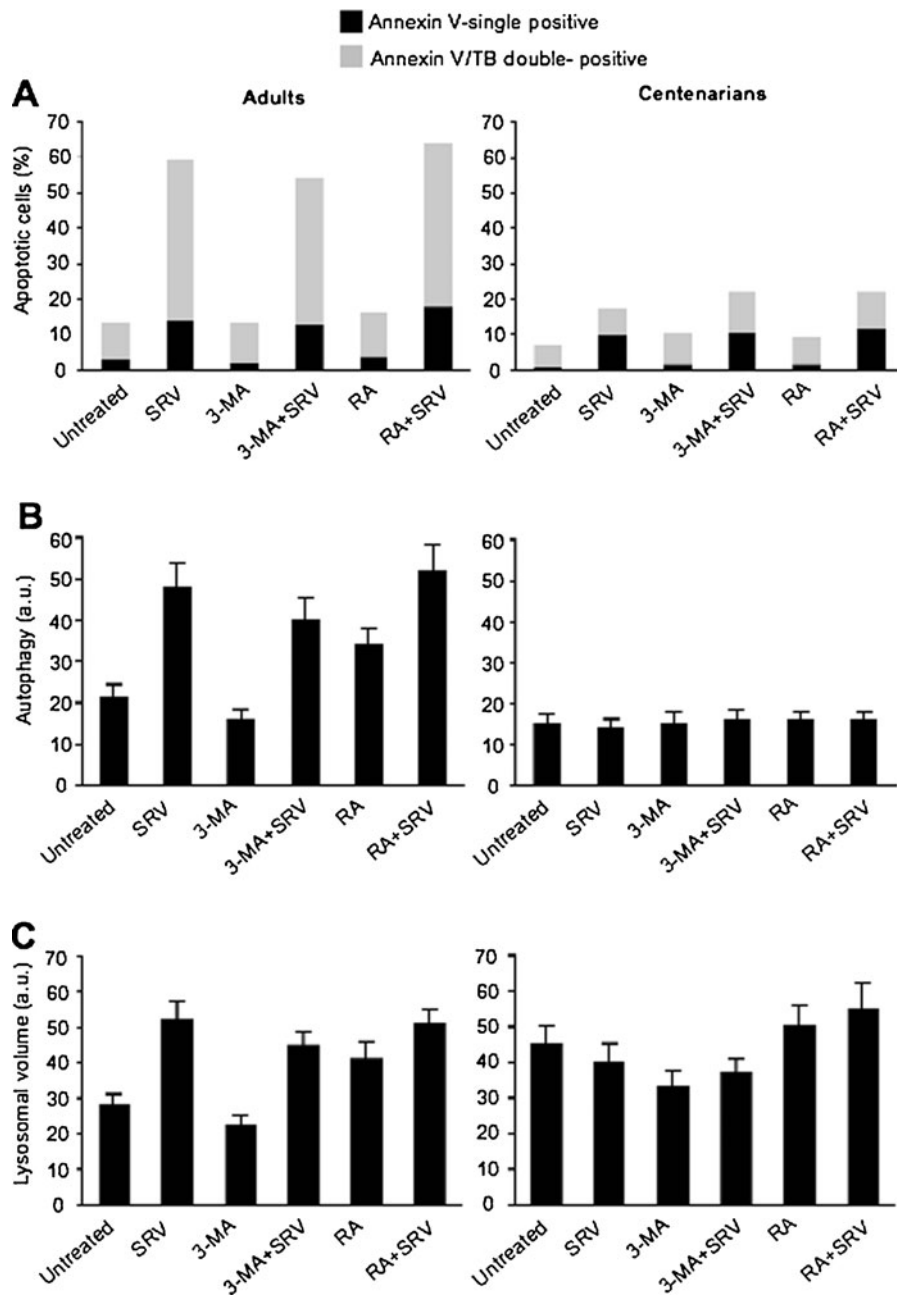 Annexin V-single positive
Annexin V/TB double- positive
A
Adults
Centenarians
Apoptotic cells (%)
70
60
50
40
30
20
10
0
Untreated
SRV
3-MA
3-MA+SRV
RA
RA+SRV
70
60
50
40
30
20
10
0
Untreated
SRV
3-MA
3-MA+SRV
RA
RA+SRV
B
Autophagy (a.u.)
60
50
40
30
20
10
0
Untreated
SRV
3-MA
3-MA+SRV
RA
RA+SRV
60
50
40
30
20
10
0
Untreated
SRV
3-MA
3-MA+SRV
RA
RA+SRV
C
Lysosomal volume (a.u.)
70
60
50
40
30
20
10
0
Untreated
SRV
3-MA
3-MA+SRV
RA
RA+SRV
70
60
50
40
30
20
10
0
Untreated
SRV
3-MA
3-MA+SRV
RA
RA+SRV